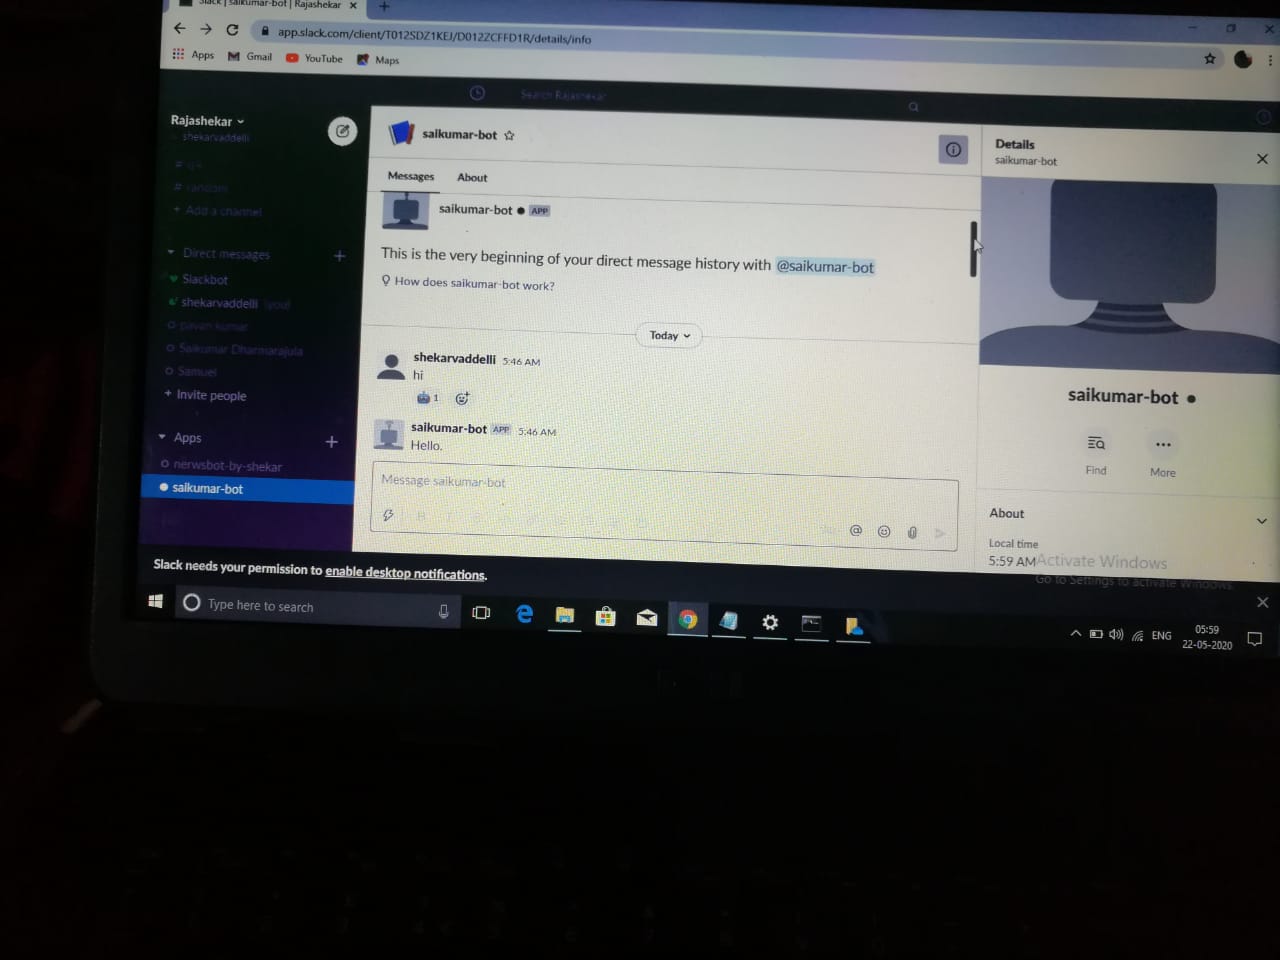 Slack | saikumar-bot | Rajashekar
app.slack.com/client/T012SDZ1KEJ/D012ZCFFD1R/details/info
Apps Gmail YouTube Maps
Search Rajashekar
Rajashekar
shekarvaddelli
# random
+ Add a channel
Direct messages
Slackbot
shekarvaddelli (you)
pavan kumar
Saikumar Dharmarajula
Samuel
+ Invite people
Apps
nerwsbot-by-shekar
saikumar-bot
saikumar-bot
Messages About
saikumar-bot APP
This is the very beginning of your direct message history with @saikumar-bot
How does saikumar-bot work?
Today
shekarvaddelli 5:46 AM
hi
1
saikumar-bot APP 5:46 AM
Hello.
Message saikumar-bot
Details
saikumar-bot
saikumar-bot
Find More
About
Local time
5:59 AM
Activate Windows
Go to Settings to activate Windows.
Slack needs your permission to enable desktop notifications.
Type here to search
ENG
05:59
22-05-2020